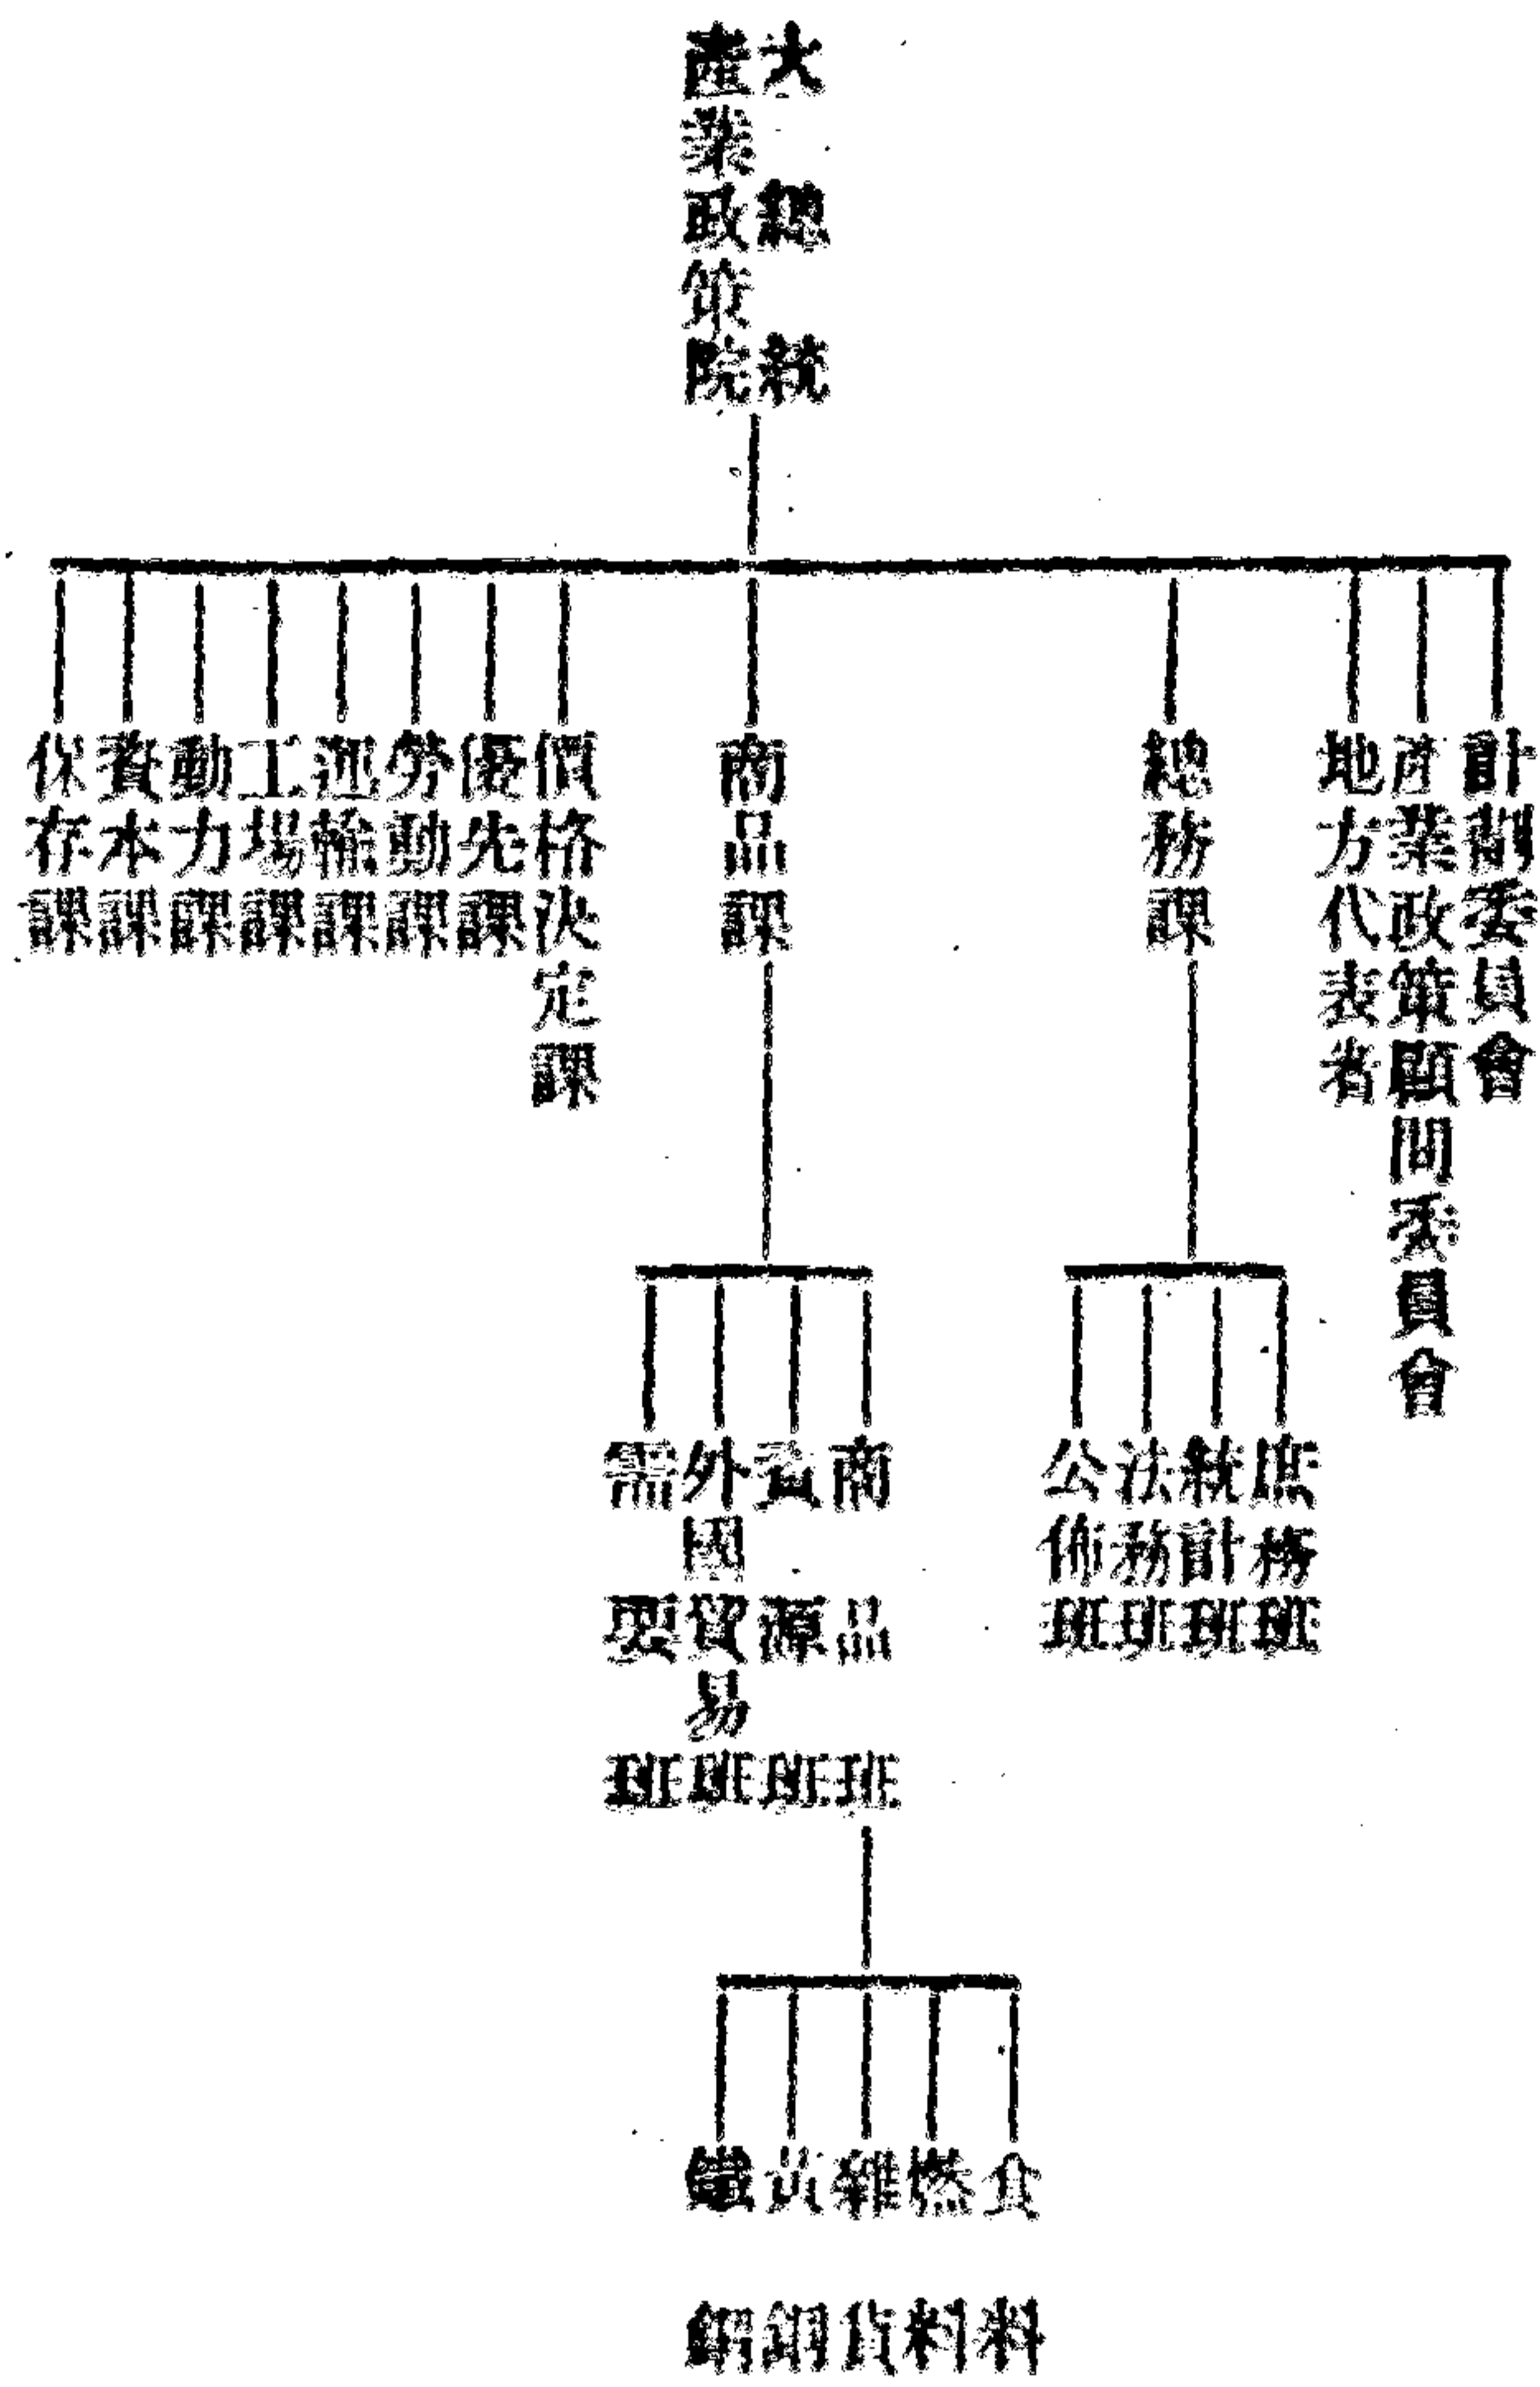 大總統
產業政策院
計劃委員會
產業政策顧問委員會
地方代表者
總務課
商品課
價格決定課
優先課
勞動課
運輸課
工場課
動力課
資本課
保存課
庶務班
統計班
法務班
公佈班
商品班
資源班
外國貿易班
需要班
食料
燃料
雜貨
黃銅
鐵鋼